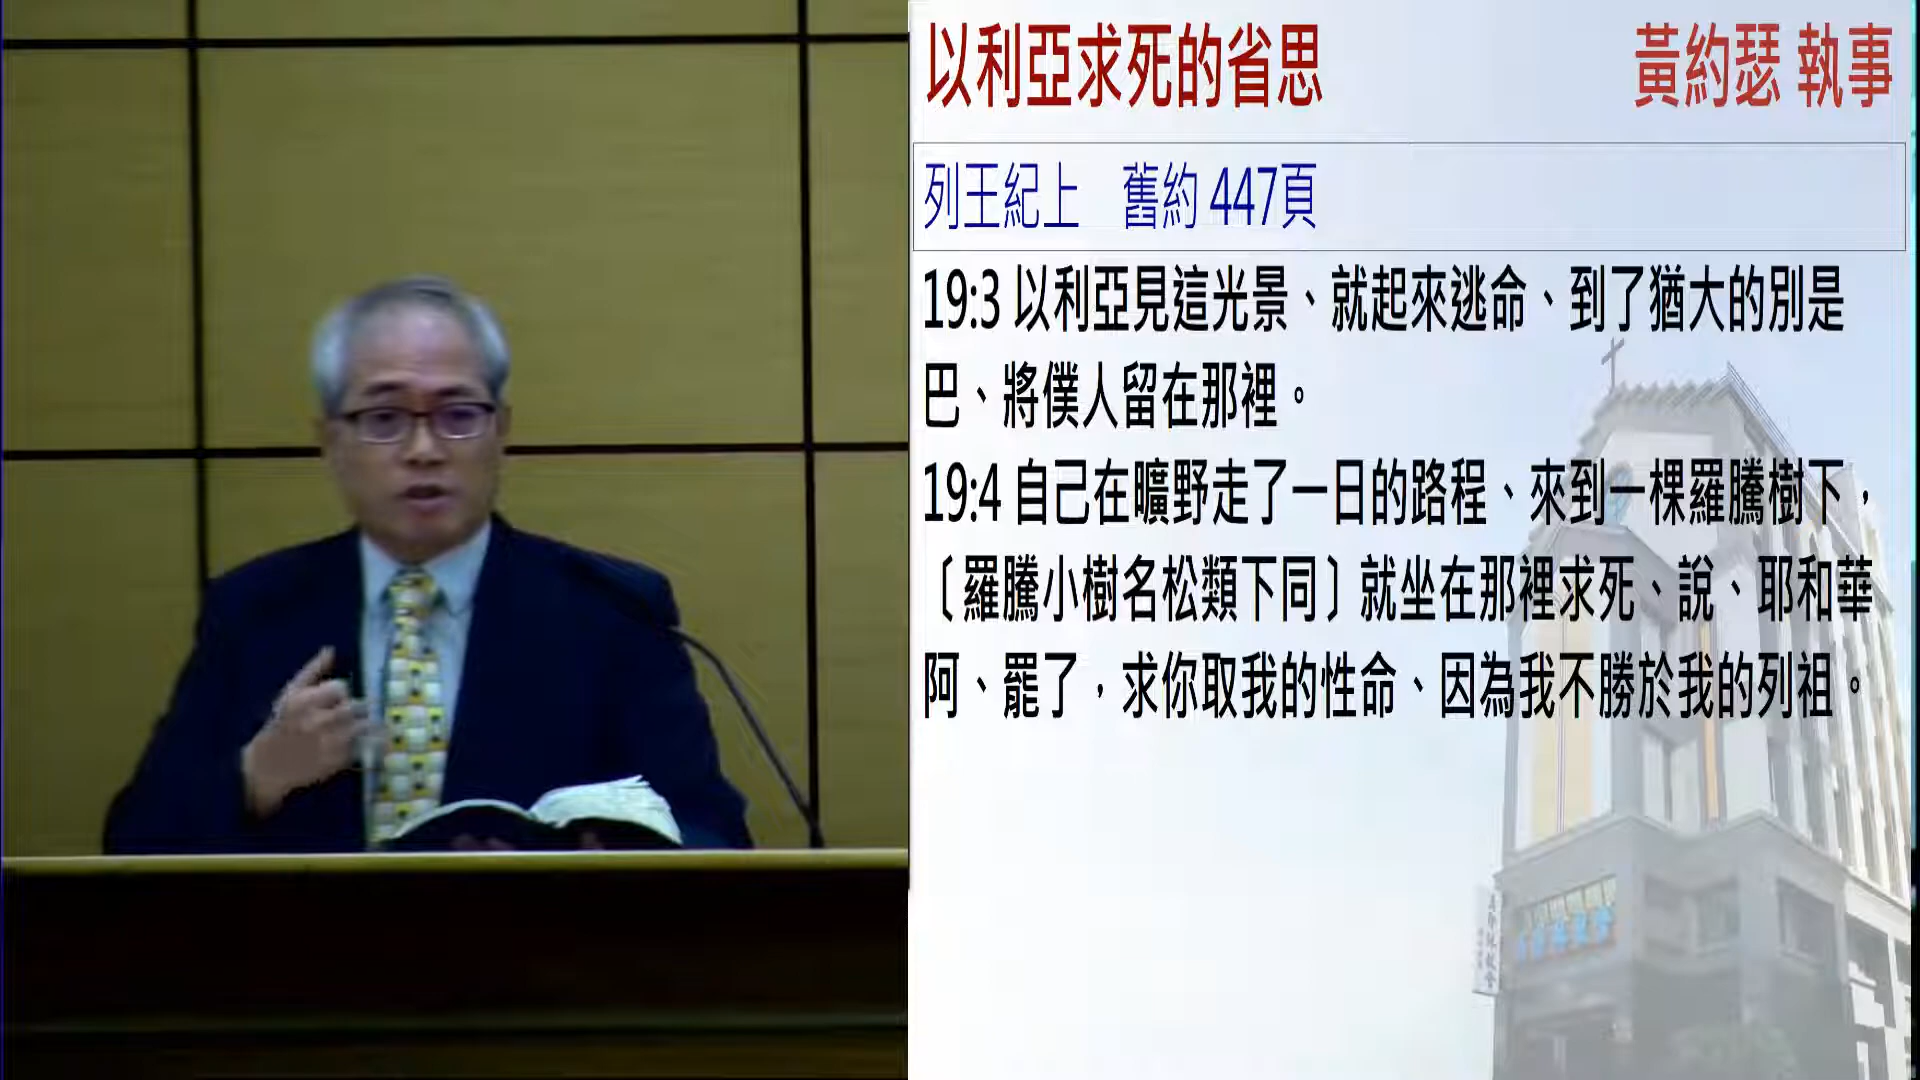 以利亞求死的省思
黃約瑟 執事
列王紀上 舊約 447頁
19:3 以利亞見這光景、就起來逃命、到了猶大的別是
巴、將僕人留在那裡。
19:4 自己在曠野走了一日的路程、來到一棵羅騰樹下，
〔羅騰小樹名松類下同〕就坐在那裡求死、說、耶和華
阿、罷了，求你取我的性命、因為我不勝於我的列祖。